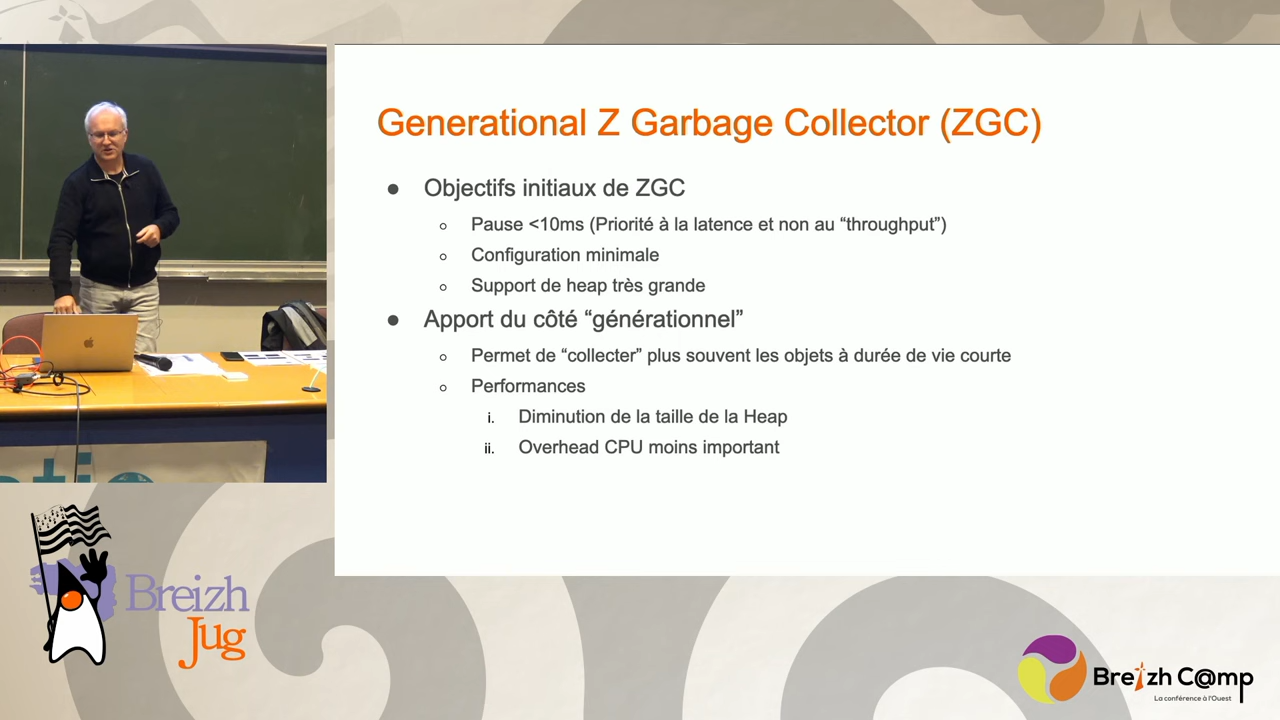 Generational Z Garbage Collector (ZGC)
● Objectifs initiaux de ZGC
○ Pause <10ms (Priorité à la latence et non au “throughput”)
○ Configuration minimale
○ Support de heap très grande
● Apport du côté “générationnel”
○ Permet de “collecter” plus souvent les objets à durée de vie courte
○ Performances
i. Diminution de la taille de la Heap
ii. Overhead CPU moins important
Breizh
Jug
Breizh C@mp
La conférence à l'Ouest